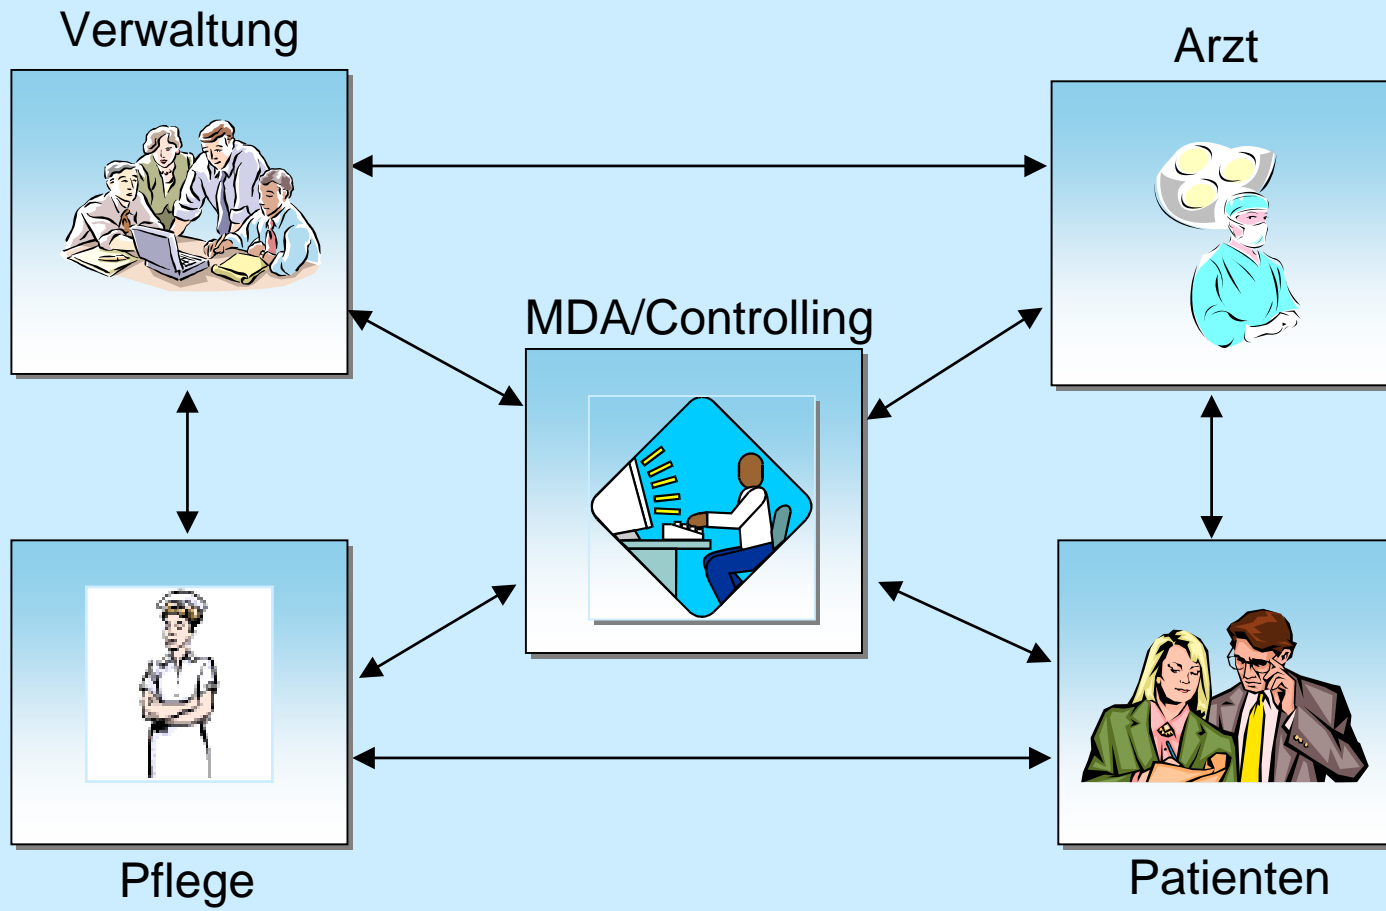 Verwaltung
Arzt
MDA/Controlling
Pflege
Patienten